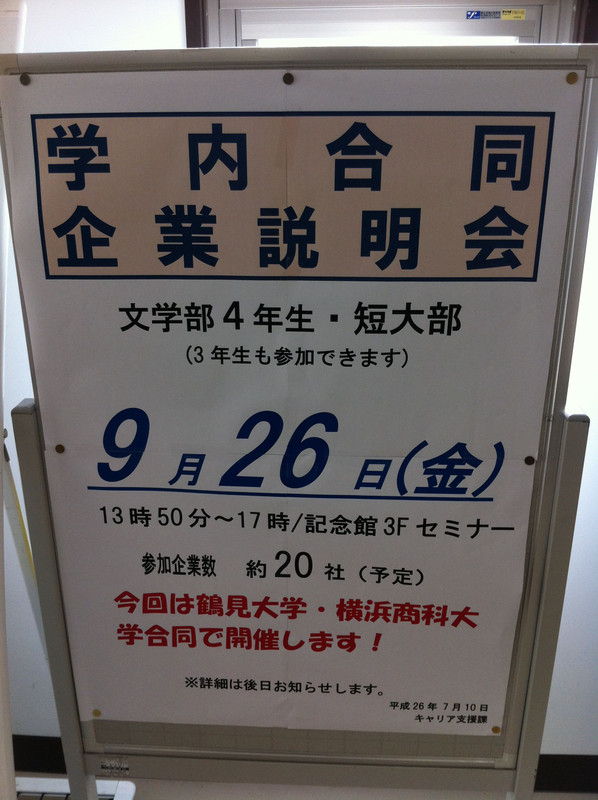 学内合同
企業説明会
文学部4年生・短大部
(3年生も参加できます)
9月26日(金)
13時50分～17時/記念館3Fセミナー
参加企業数 約20社（予定）
今回は鶴見大学・横浜商科大
学合同で開催します！
※詳細は後日お知らせします。
平成26年7月10日
キャリア支援課